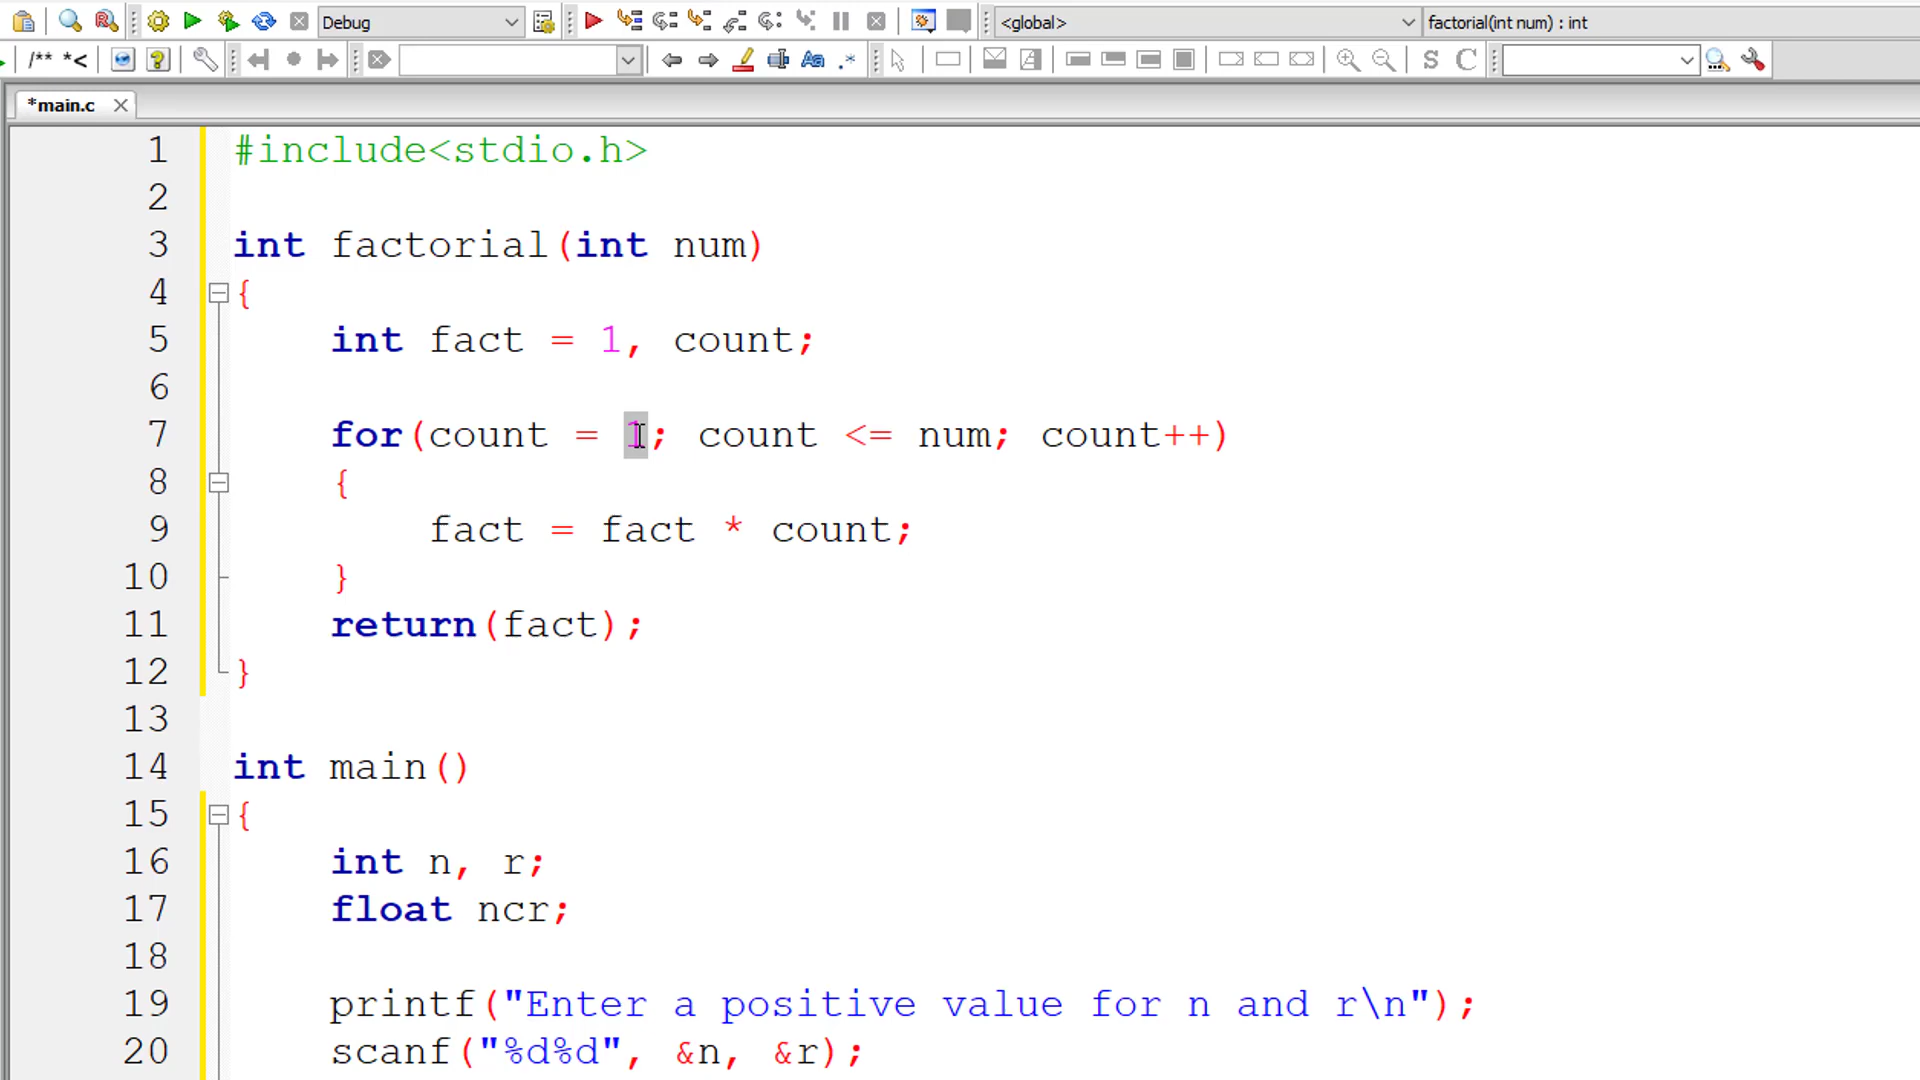 Debug
<global>
factorial(int num) : int
/** *<
Aa
.*
S
C
*main.c
1 #include<stdio.h>
2
3 int factorial(int num)
4 {
5 int fact = 1, count;
6
7 for(count = 1; count <= num; count++)
8 {
9 fact = fact * count;
10 }
11 return(fact);
12 }
13
14 int main()
15 {
16 int n, r;
17 float ncr;
18
19 printf("Enter a positive value for n and r\n");
20 scanf("%d%d", &n, &r);